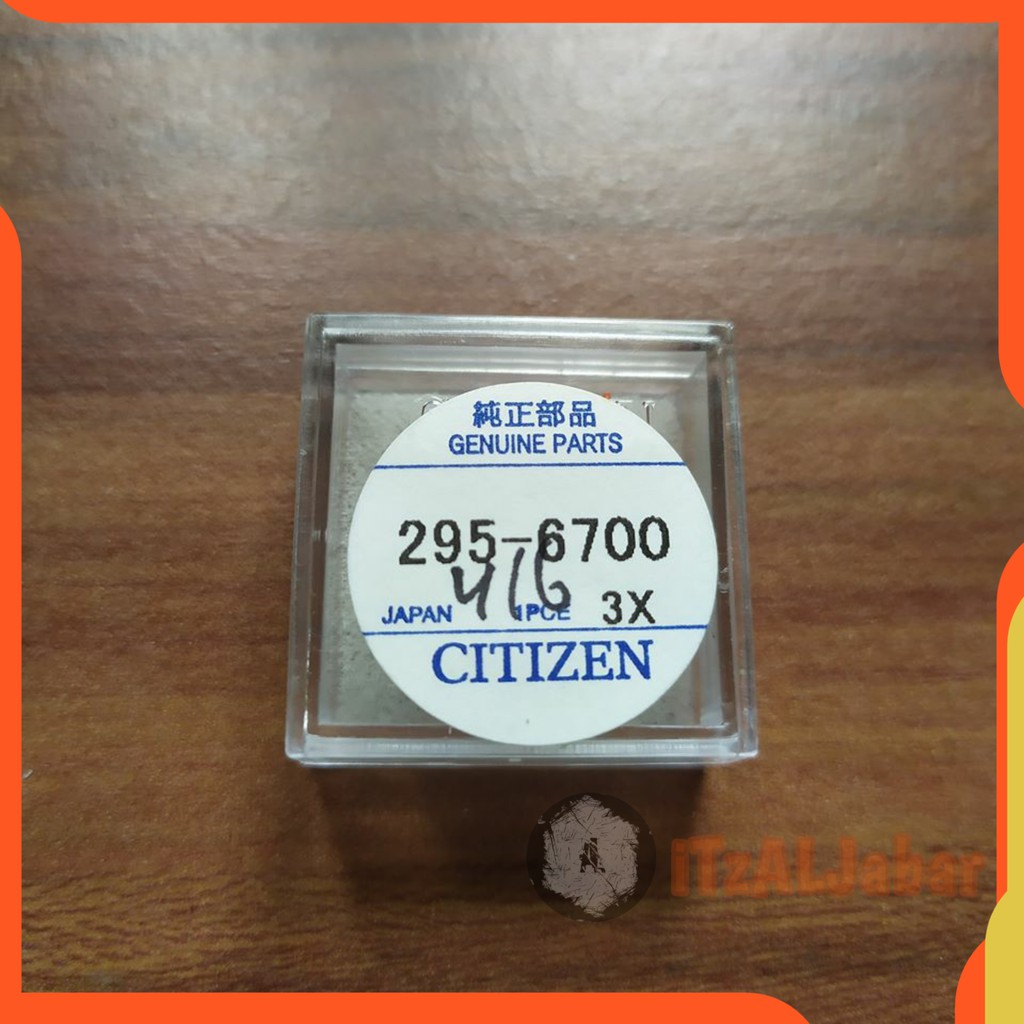 純正部品
GENUINE PARTS
295-6700
416
JAPAN 1PCE 3X
CITIZEN
A
ITzALJabar